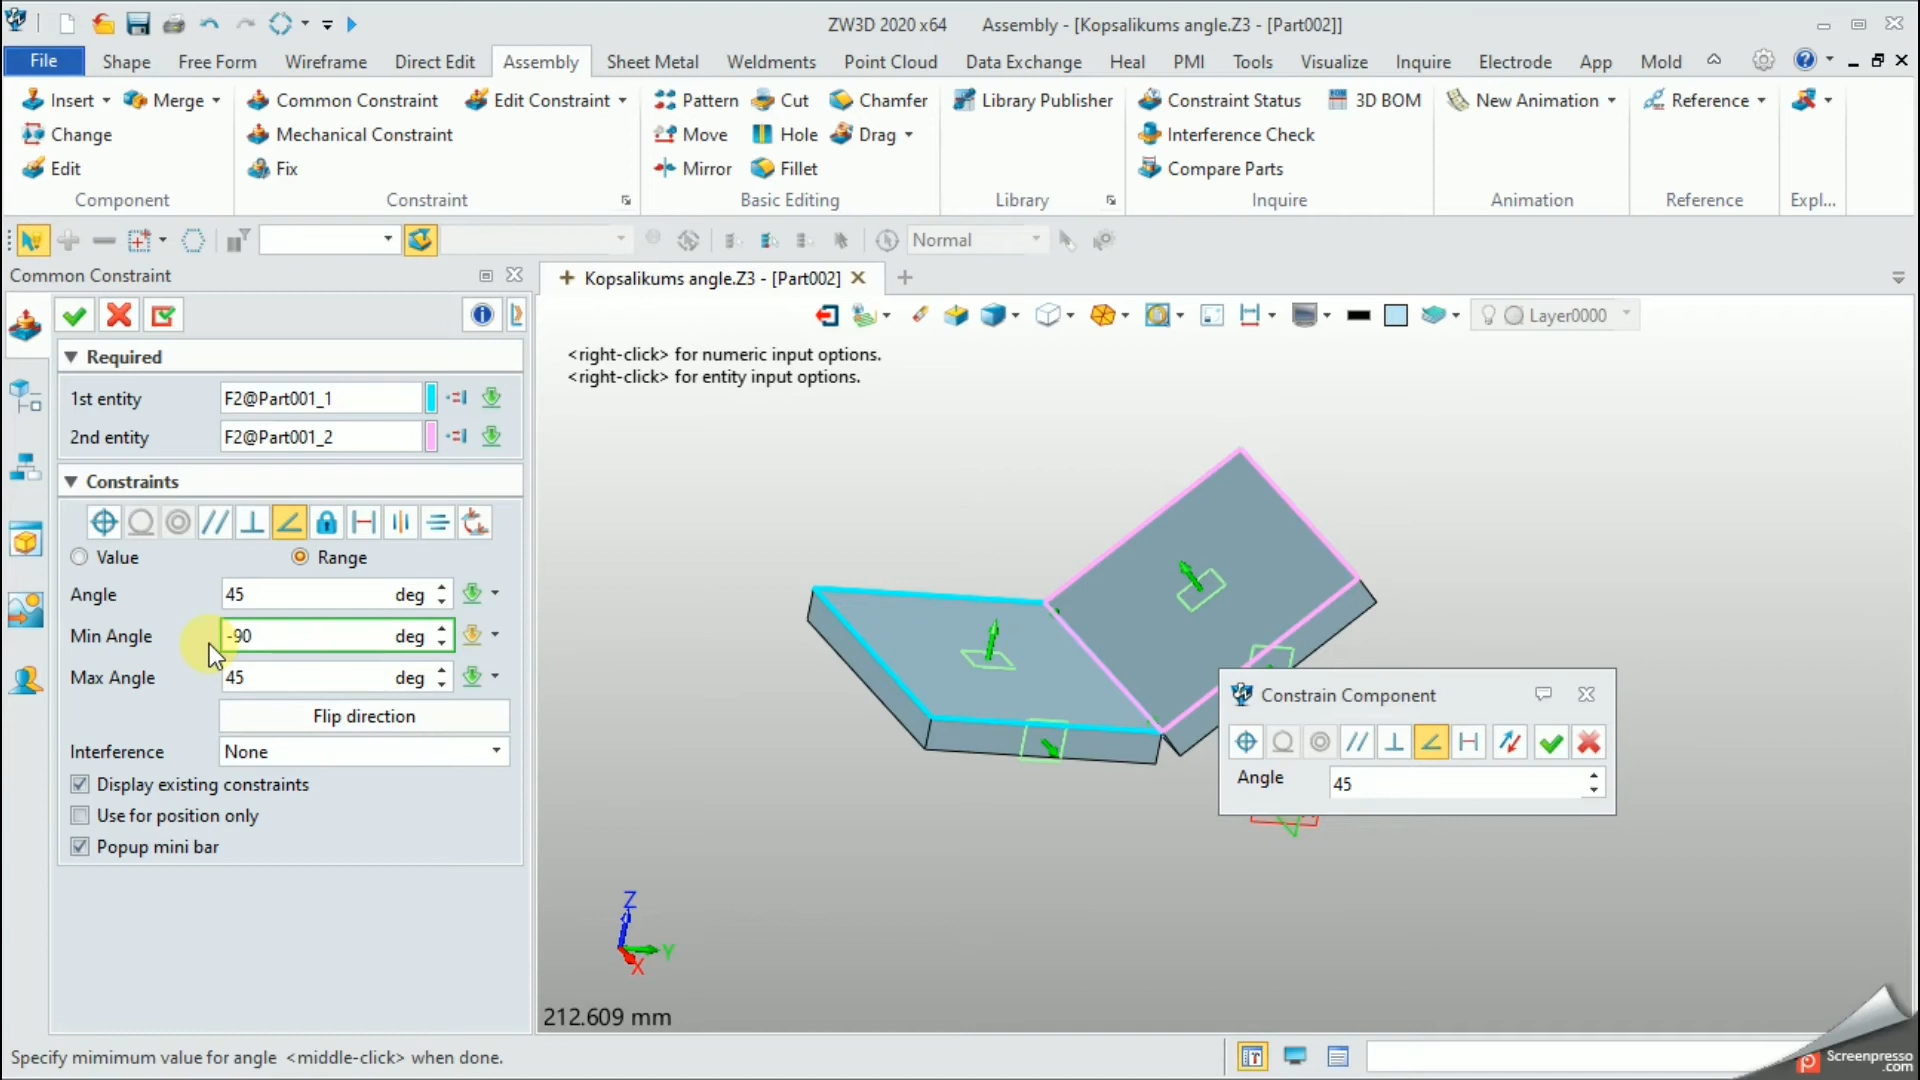 ZW3D 2020 x64 Assembly - [Kopsalikums angle.Z3 - [Part002]]
File Shape Free Form Wireframe Direct Edit Assembly Sheet Metal Weldments Point Cloud Data Exchange Heal PMI Tools Visualize Inquire Electrode App Mold
Insert Merge Common Constraint Edit Constraint Pattern Cut Chamfer Library Publisher Constraint Status 3D BOM New Animation Reference
Change Mechanical Constraint Move Hole Drag Interference Check
Edit Fix Mirror Fillet Compare Parts
Component Constraint Basic Editing Library Inquire Animation Reference Expl...
Normal
Common Constraint
Kopsalikums angle.Z3 - [Part002]
Layer0000
Required
<right-click> for numeric input options.
<right-click> for entity input options.
1st entity F2@Part001_1
2nd entity F2@Part001_2
Constraints
Value Range
Angle 45 deg
Min Angle -90 deg
Max Angle 45 deg
Flip direction
Interference None
Display existing constraints
Use for position only
Popup mini bar
Constrain Component
Angle 45
Z
Y
X
212.609 mm
Specify mimimum value for angle <middle-click> when done.
Screenpresso
.com